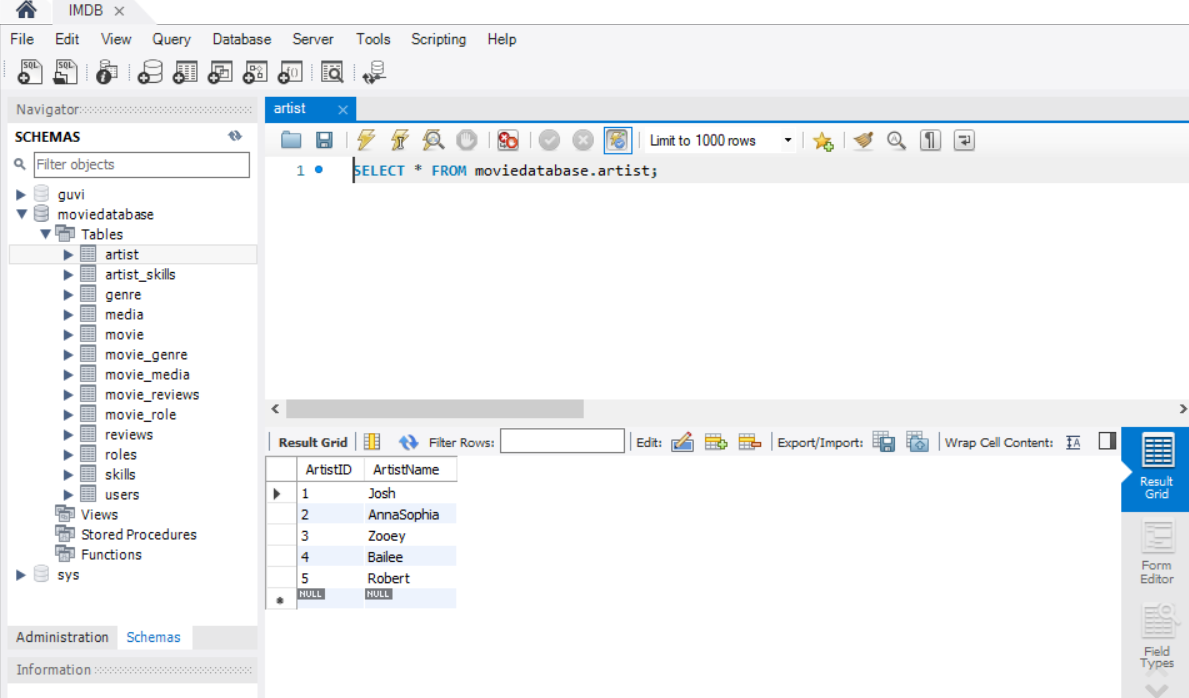 IMDB
File Edit View Query Database Server Tools Scripting Help
SQL SQL
Navigator
SCHEMAS
Filter objects
guvi
moviedatabase
Tables
artist
artist_skills
genre
media
movie
movie_genre
movie_media
movie_reviews
movie_role
reviews
roles
skills
users
Views
Stored Procedures
Functions
sys
Administration Schemas
Information
artist
Limit to 1000 rows
1 SELECT * FROM moviedatabase.artist;
Result Grid Filter Rows: Edit: Export/Import: Wrap Cell Content:
ArtistID ArtistName
1 Josh
2 AnnaSophia
3 Zooey
4 Bailee
5 Robert
NULL NULL
Result
Grid
Form
Editor
Field
Types